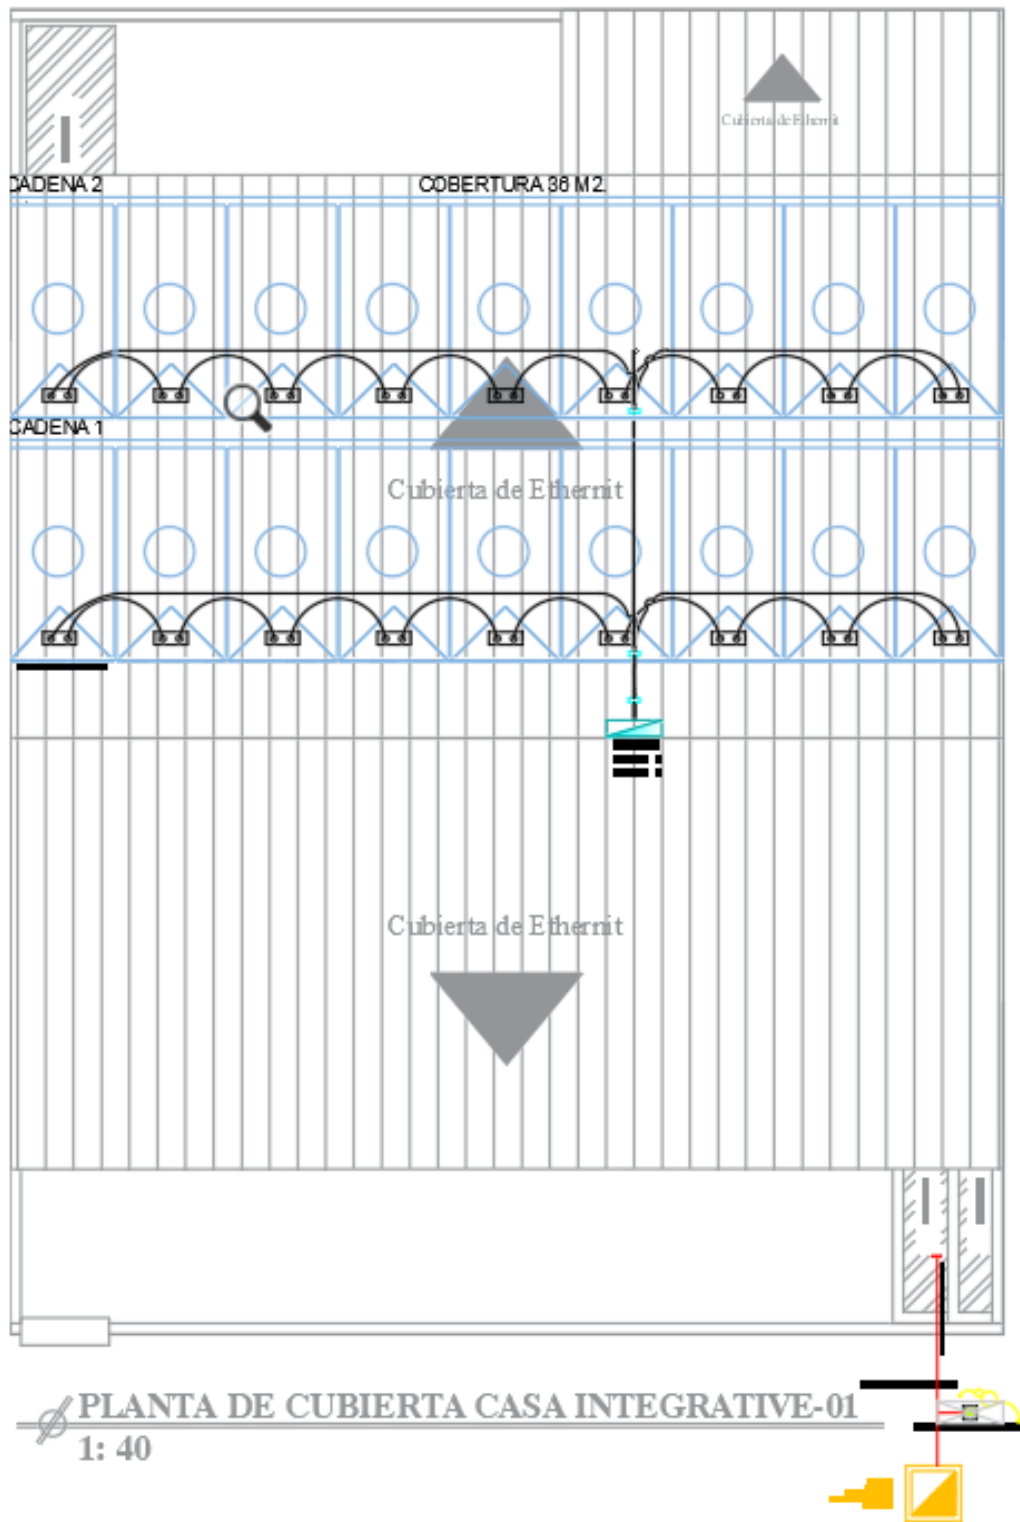 Cubierta de Ethernit
CADENA 2
COBERTURA 36 M2.
CADENA 1
Cubierta de Ethernit
Cubierta de Ethernit
PLANTA DE CUBIERTA CASA INTEGRATIVE-01
1: 40